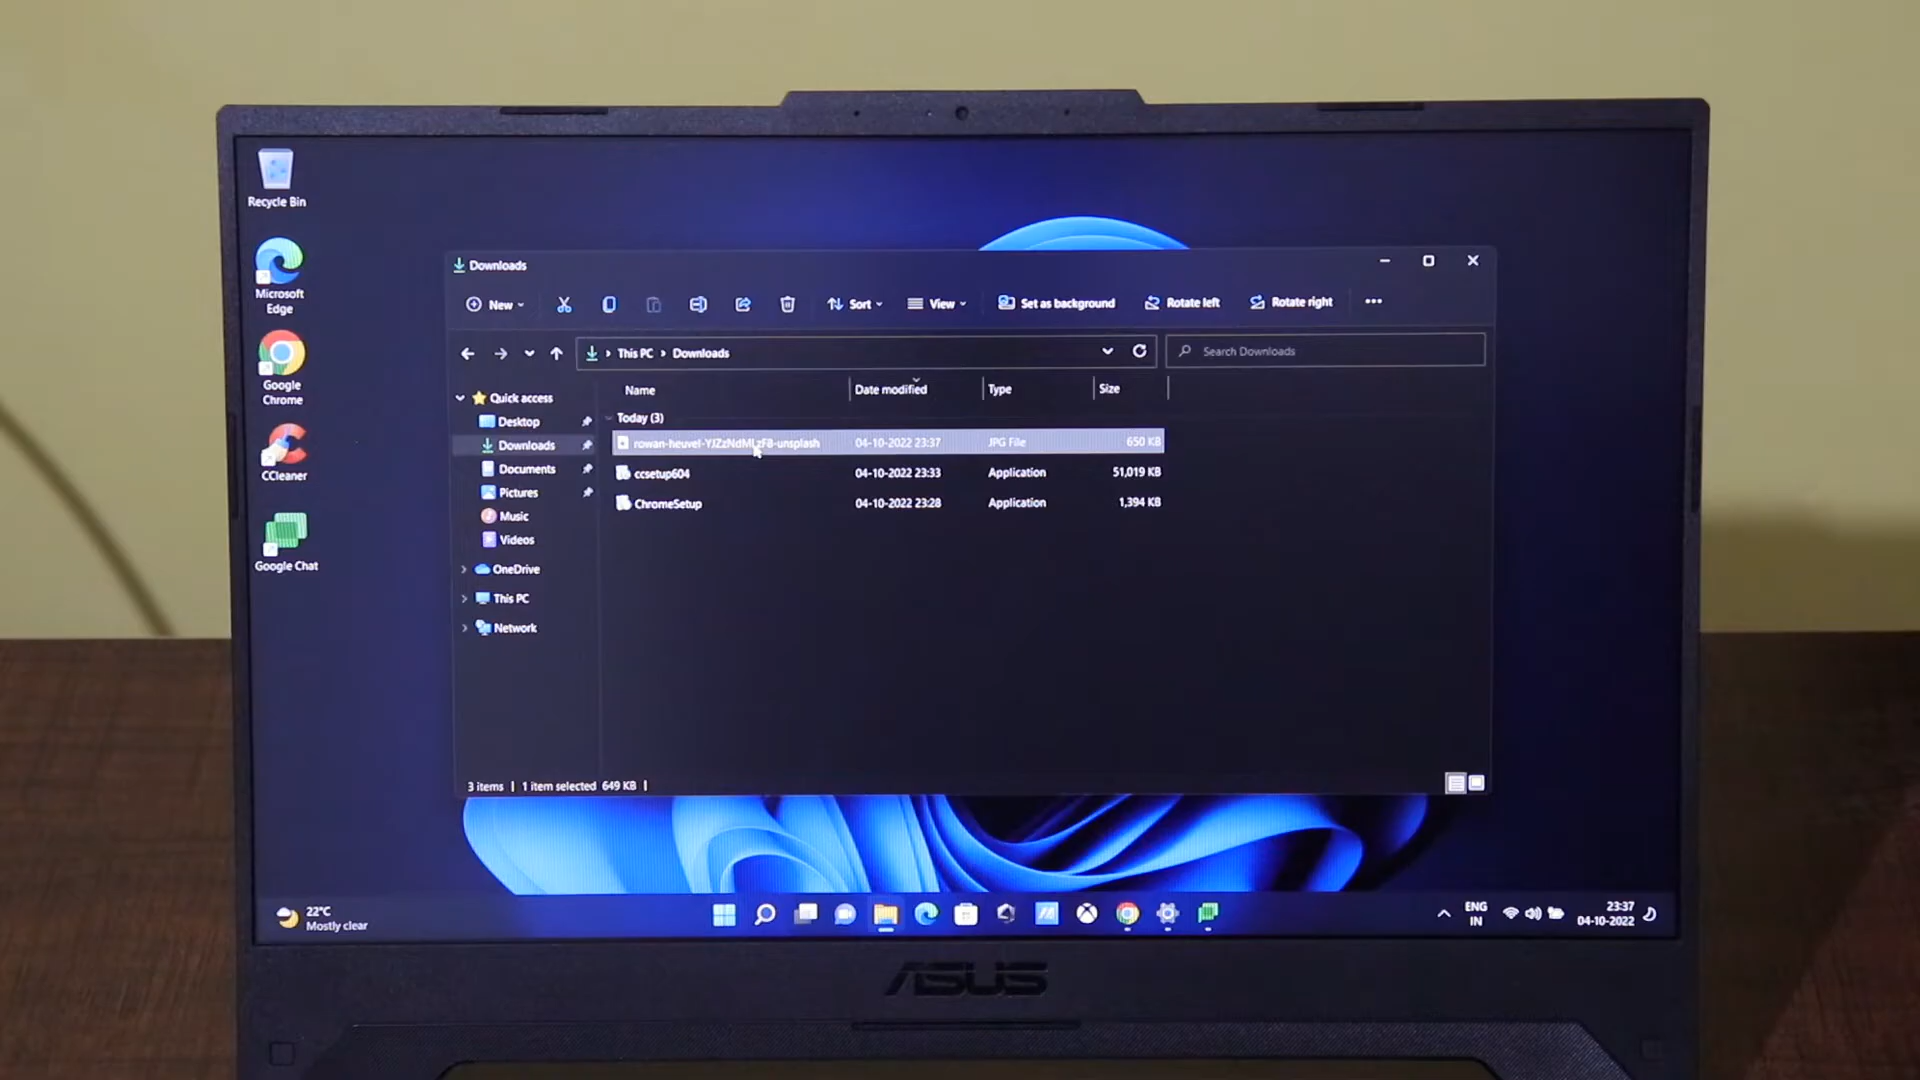 Recycle Bin
Microsoft
Edge
Google
Chrome
CCleaner
Google Chat
Downloads
New
Sort
View
Set as background
Rotate left
Rotate right
This PC
Downloads
Search Downloads
Name
Date modified
Type
Size
Quick access
Desktop
Downloads
Documents
Pictures
Music
Videos
OneDrive
This PC
Network
Today (3)
rowan-heuvel-YJZzNdMLzF8-unsplash 04-10-2022 23:37 JPG File 650 KB
ccsetup604 04-10-2022 23:33 Application 51,019 KB
ChromeSetup 04-10-2022 23:28 Application 1,394 KB
3 items | 1 item selected 649 KB |
22°C
Mostly clear
ENG
IN
23:37
04-10-2022
ASUS